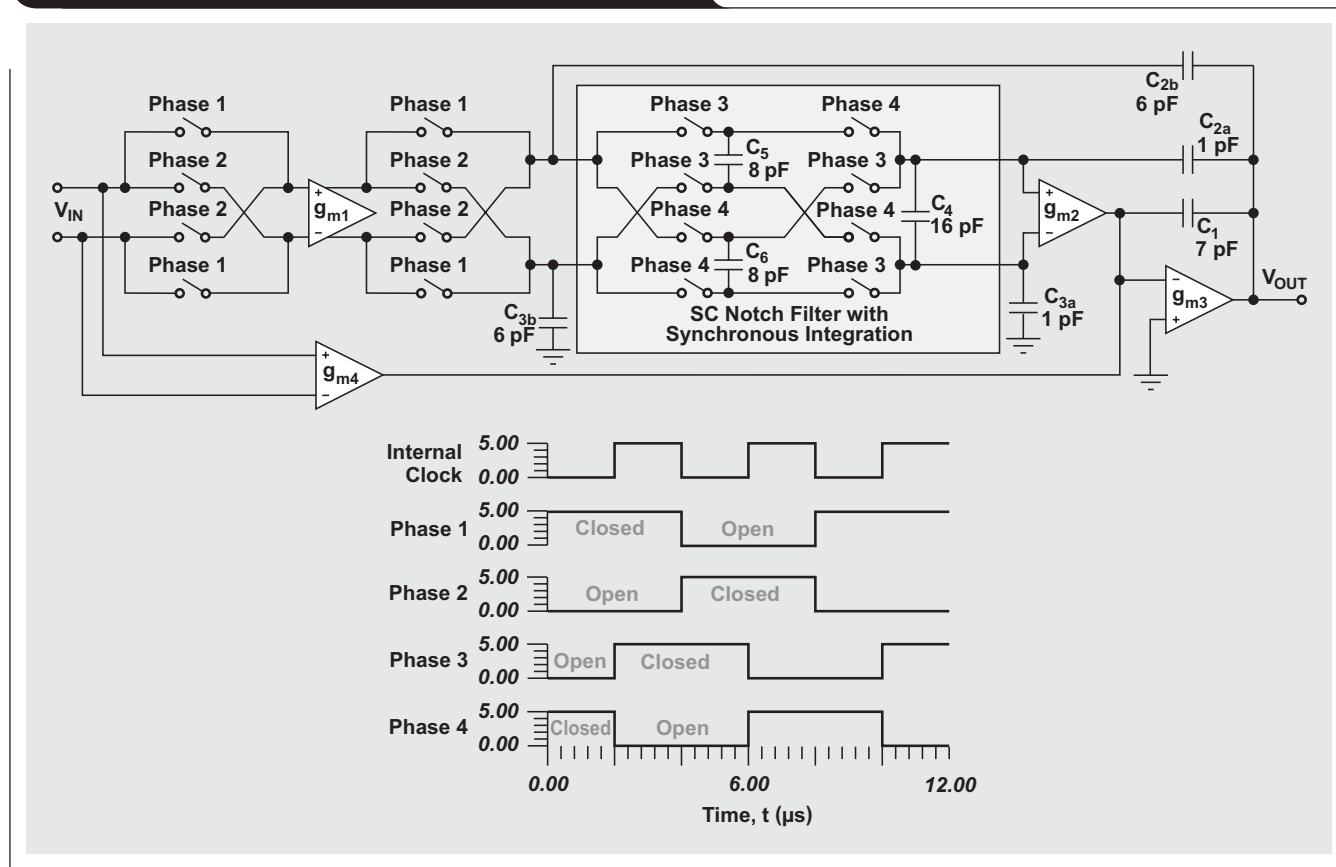 C2b
6 pF
Phase 1
Phase 1
Phase 3
Phase 4
C2a
1 pF
Phase 2
Phase 2
Phase 3
C5
8 pF
Phase 3
VIN
Phase 2
Phase 2
Phase 4
Phase 4
+
gm1
−
C4
16 pF
+
gm2
−
C1
7 pF
Phase 1
Phase 1
Phase 4
C6
8 pF
Phase 3
C3b
6 pF
SC Notch Filter with
Synchronous Integration
C3a
1 pF
−
gm3
+
VOUT
+
gm4
−
Internal
Clock
5.00
0.00
Phase 1
5.00
0.00
Closed
Open
Phase 2
5.00
0.00
Open
Closed
Phase 3
5.00
0.00
Open
Closed
Phase 4
5.00
0.00
Closed
Open
0.00
6.00
12.00
Time, t (µs)